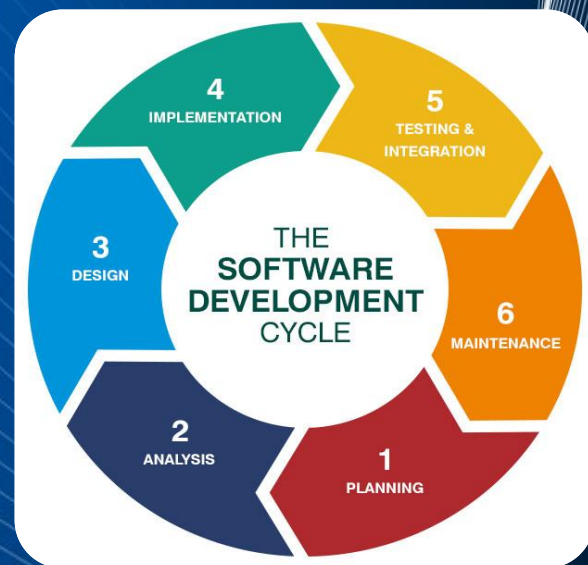 THE
SOFTWARE
DEVELOPMENT
CYCLE
1
PLANNING
2
ANALYSIS
3
DESIGN
4
IMPLEMENTATION
5
TESTING &
INTEGRATION
6
MAINTENANCE